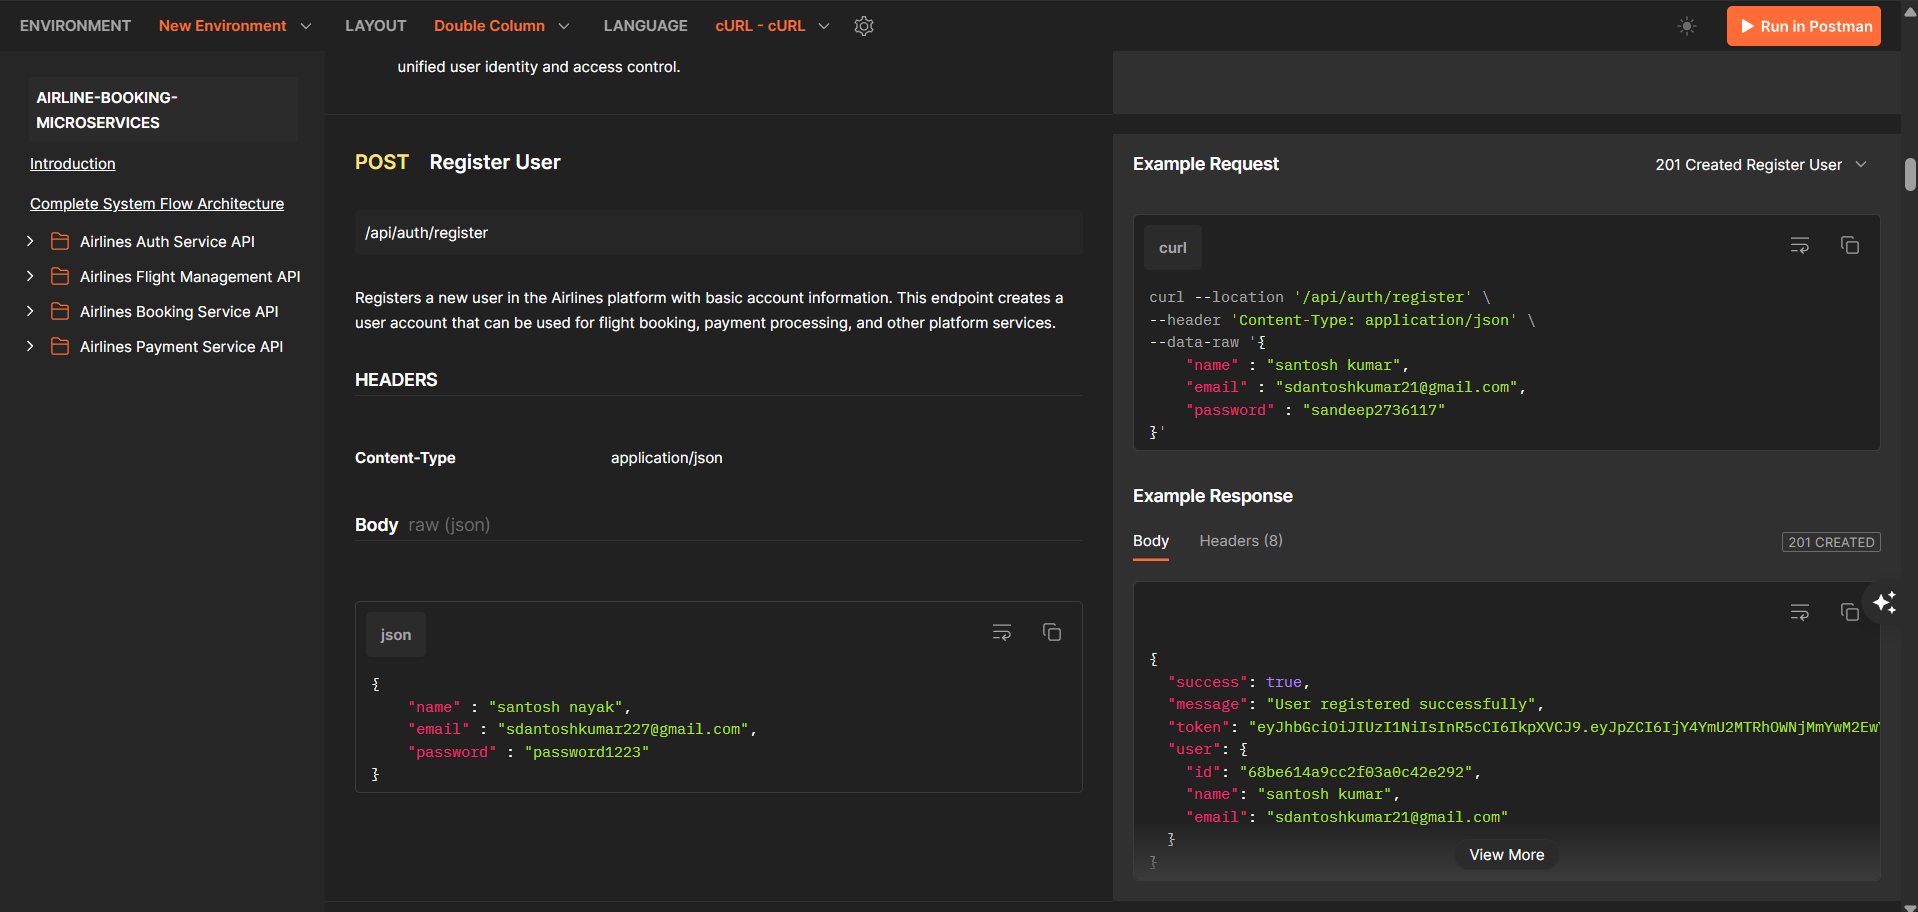 ENVIRONMENT New Environment LAYOUT Double Column LANGUAGE cURL - cURL Run in Postman
AIRLINE-BOOKING-
MICROSERVICES
Introduction
Complete System Flow Architecture
Airlines Auth Service API
Airlines Flight Management API
Airlines Booking Service API
Airlines Payment Service API
unified user identity and access control.
POST Register User
/api/auth/register
Registers a new user in the Airlines platform with basic account information. This endpoint creates a
user account that can be used for flight booking, payment processing, and other platform services.
HEADERS
Content-Type application/json
Body raw (json)
json
{
"name" : "santosh nayak",
"email" : "sdantoshkumar227@gmail.com",
"password" : "password1223"
}
Example Request 201 Created Register User
curl
curl --location '/api/auth/register' \
--header 'Content-Type: application/json' \
--data-raw '{
"name" : "santosh kumar",
"email" : "sdantoshkumar21@gmail.com",
"password" : "sandeep2736117"
}'
Example Response
Body Headers (8) 201 CREATED
{
"success": true,
"message": "User registered successfully",
"token": "eyJhbGciOiJIUzI1NiIsInR5cCI6IkpXVCJ9.eyJpZCI6IjY4YmU2MTRhOWNjMmYwM2Ew
"user": {
"id": "68be614a9cc2f03a0c42e292",
"name": "santosh kumar",
"email": "sdantoshkumar21@gmail.com"
}
}
View More